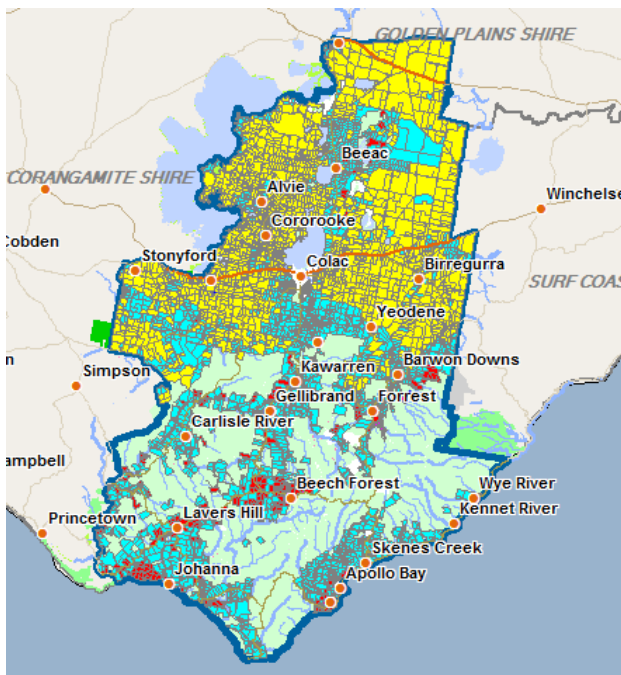 GOLDEN PLAINS SHIRE
Beeac
CORANGAMITE SHIRE
Alvie
Winchelse
Cororooke
Cobden
Stonyford
Colac
Birregurra
SURF COAS
Yeodene
n
Simpson
Kawarren
Barwon Downs
Gellibrand
Forrest
Carlisle River
ampbell
Beech Forest
Wye River
Princetown
Lavers Hill
Kennet River
Skenes Creek
Johanna
Apollo Bay